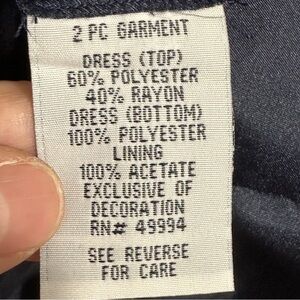 2 PC GARMENT
DRESS (TOP)
60% POLYESTER
40% RAYON
DRESS (BOTTOM)
100% POLYESTER
LINING
100% ACETATE
EXCLUSIVE OF
DECORATION
RN# 49994
SEE REVERSE
FOR CARE